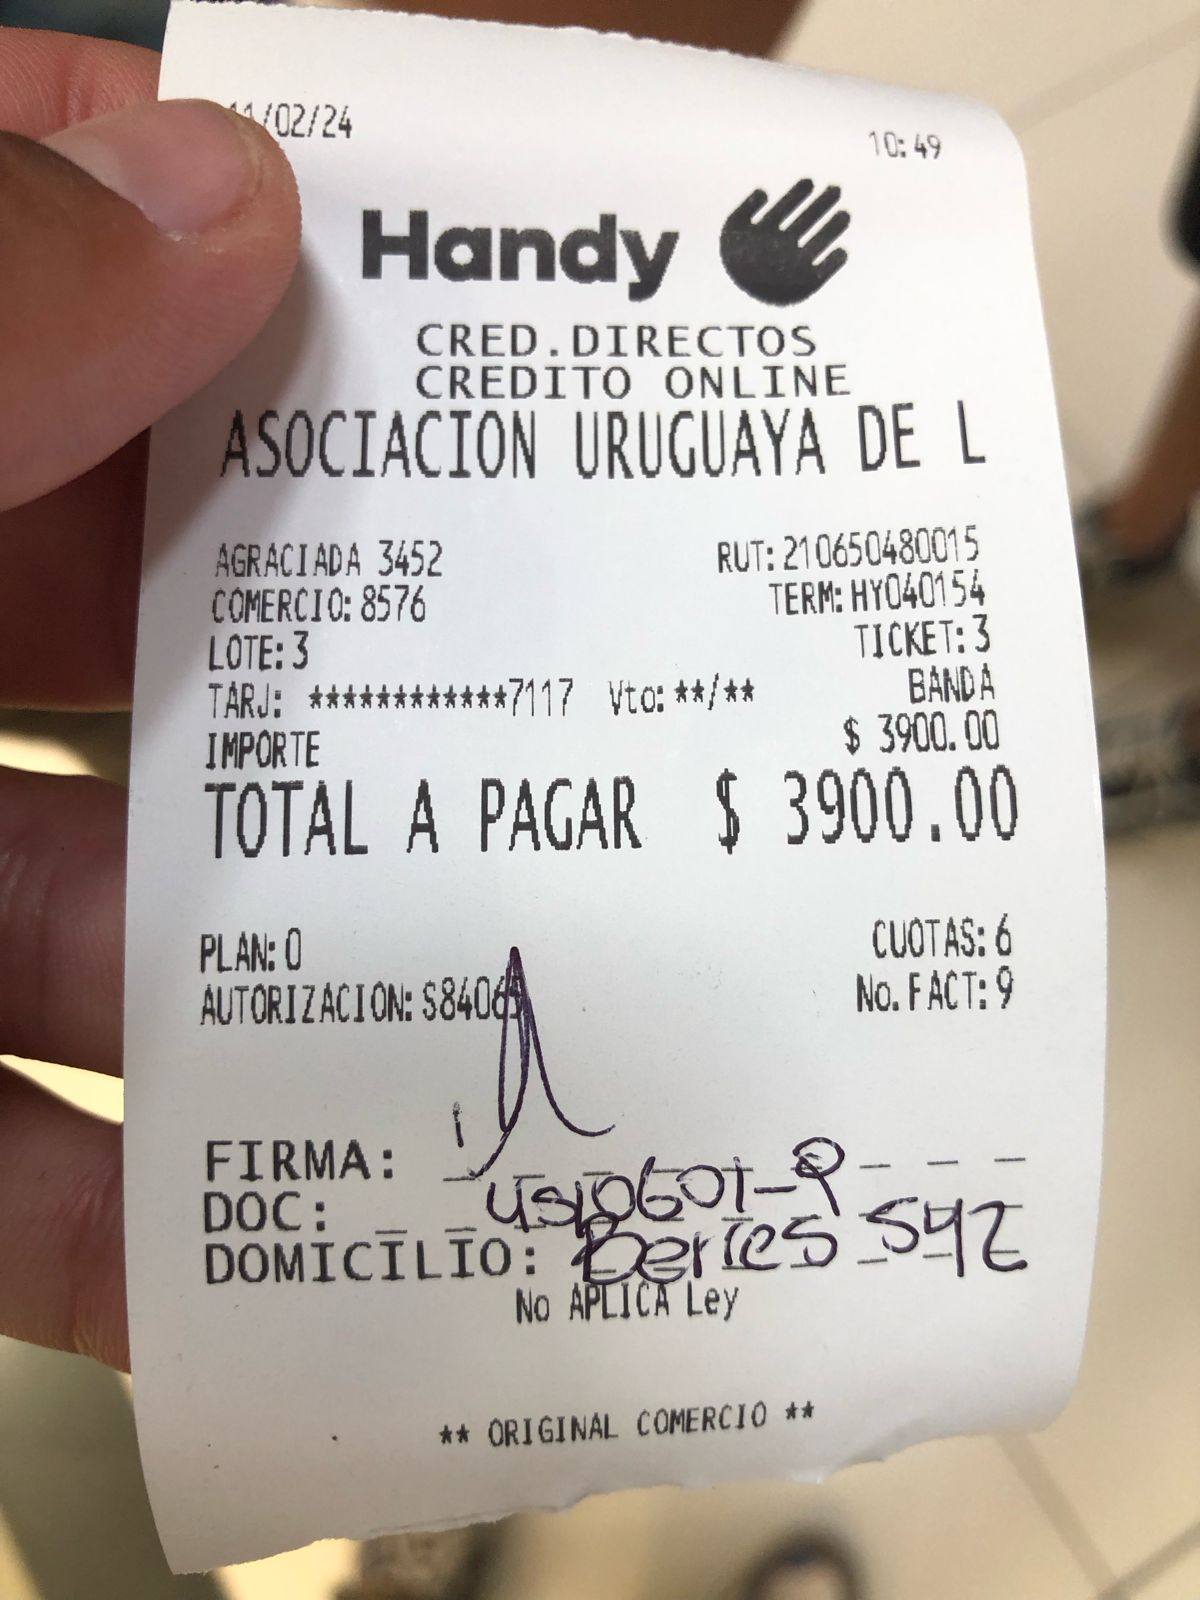 11/02/24 10:49
Handy
CRED.DIRECTOS
CREDITO ONLINE
ASOCIACION URUGUAYA DE L
AGRACIADA 3452 RUT: 210650480015
COMERCIO: 8576 TERM: HY040154
LOTE: 3 TICKET: 3
TARJ: ************7117 Vto: **/** BANDA
IMPORTE $ 3900.00
TOTAL A PAGAR $ 3900.00
PLAN: 0 CUOTAS: 6
AUTORIZACION: S84065 No. FACT: 9
FIRMA:
DOC:
DOMICILIO: 542
No APLICA Ley
** ORIGINAL COMERCIO **